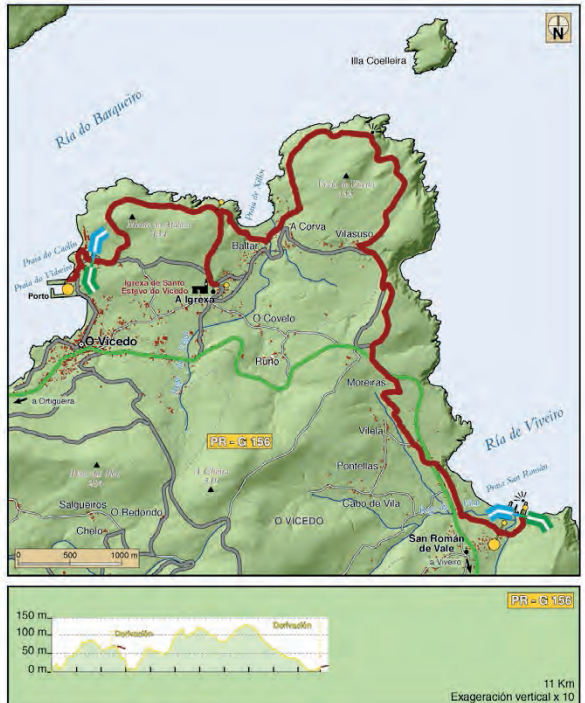 N
Illa Coelleira
Ría do Barqueiro
Praia de Xilloi
A Corva
Vilasuso
Baltar
Praia do Caolín
Praia do Vidreiro
Porto
Igrexa de Santo
Estevo do Vicedo
A Igrexa
O Vicedo
O Covelo
Runo
a Ortigueira
Moreiras
Ría de Viveiro
PR - G 156
Vilela
Praia San Román
Pontellas
Salgueiros
O Redondo
Cabo de Vila
Chelo
O VICEDO
San Román
de Vale
a Viveiro
0 500 1000 m
PR - G 156
150 m
100 m
50 m
0 m
Derivación
Derivación
11 Km
Exageración vertical x 10